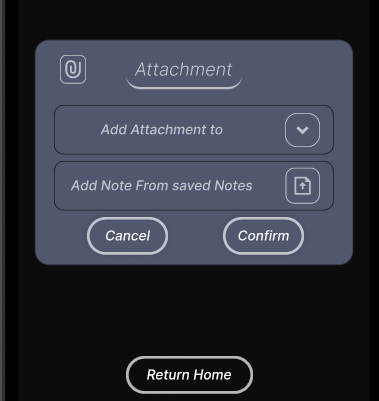 Attachment
Add Attachment to
Add Note From saved Notes
Cancel Confirm
Return Home